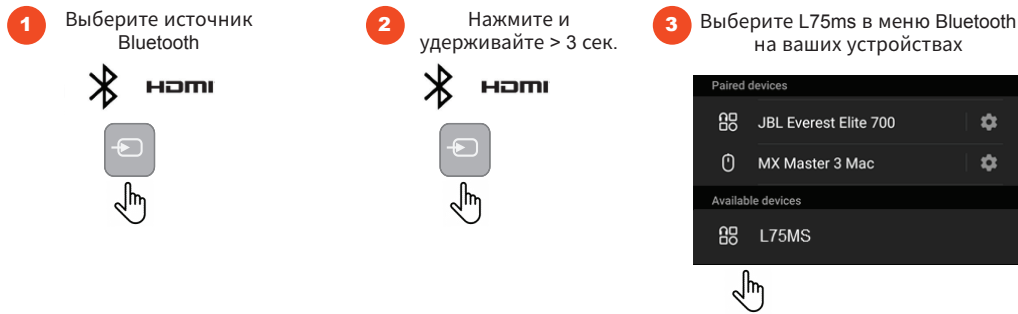 1
Выберите источник
Bluetooth
HDMI
2
Нажмите и
удерживайте > 3 сек.
HDMI
3
Выберите L75ms в меню Bluetooth
на ваших устройствах
Paired devices
JBL Everest Elite 700
MX Master 3 Mac
Available devices
L75MS